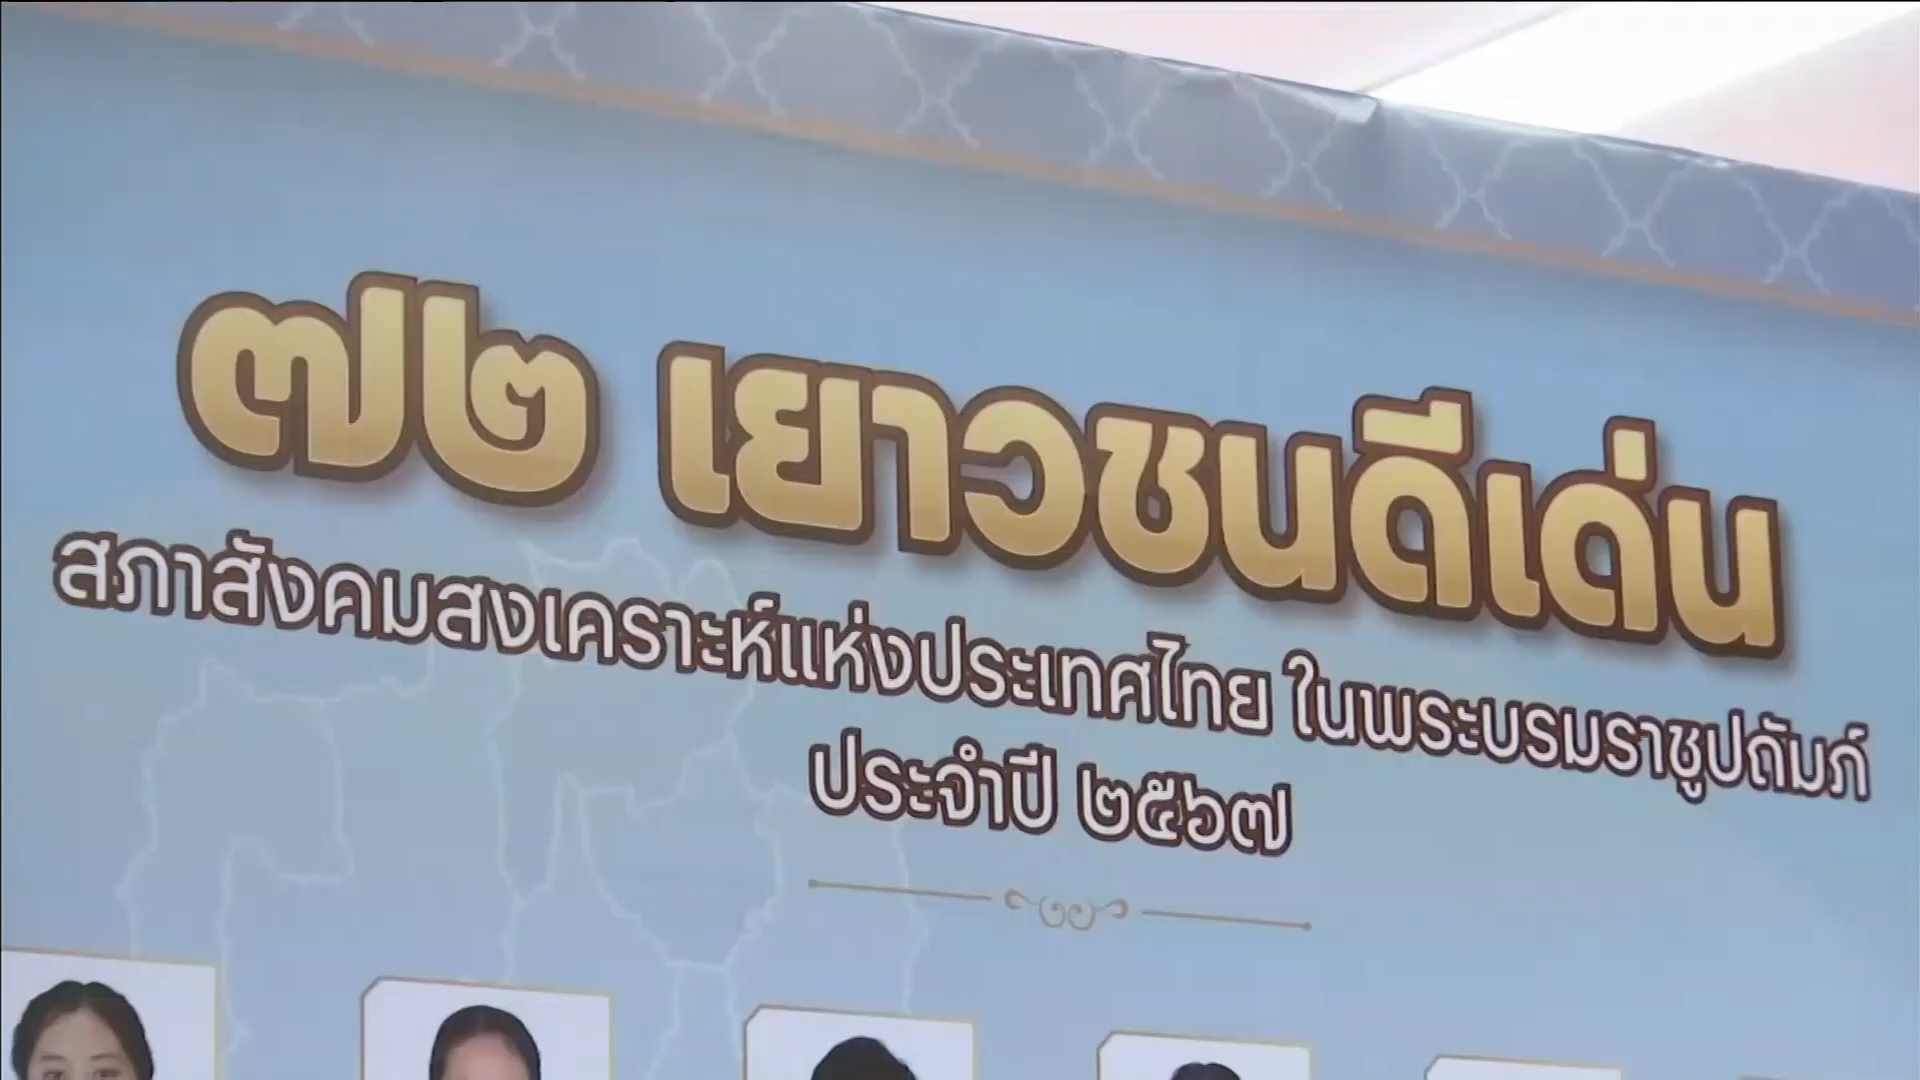 ๗๒ เยาวชนดีเด่น
สภาสังคมสงเคราะห์แห่งประเทศไทย ในพระบรมราชูปถัมภ์
ประจำปี ๒๕๖๗